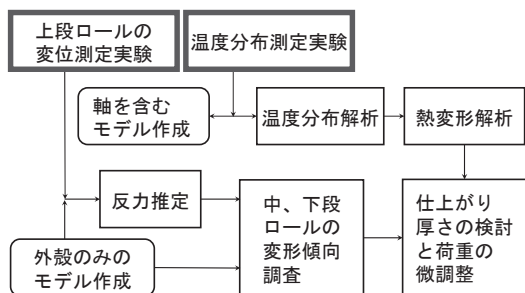 上段ロールの
変位測定実験
温度分布測定実験
軸を含む
モデル作成
温度分布解析
熱変形解析
反力推定
中、下段
ロールの
変形傾向
調査
仕上がり
厚さの検討
と荷重の
微調整
外殻のみの
モデル作成